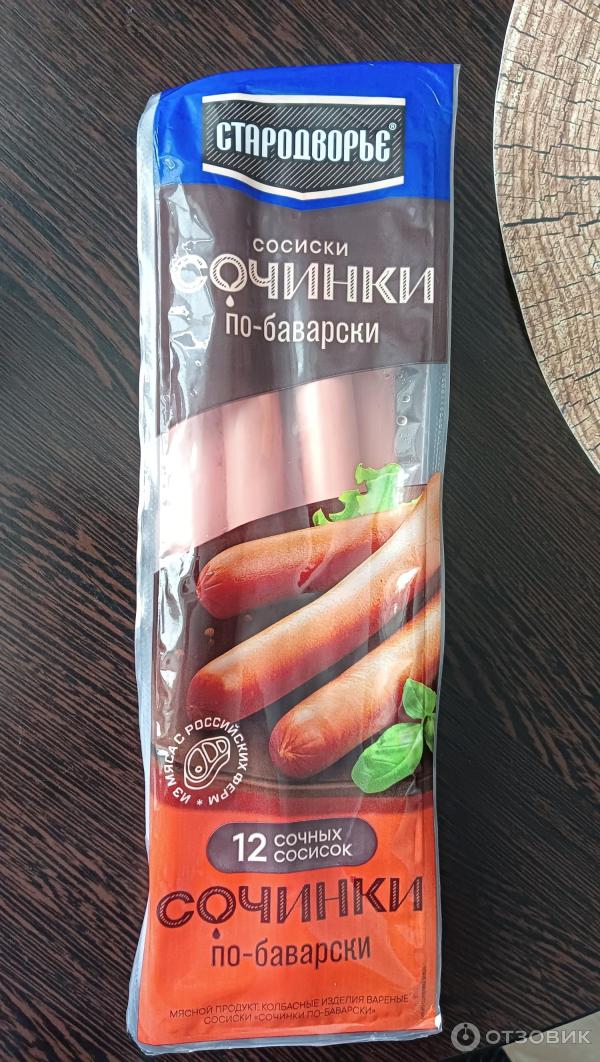 СТАРОДВОРЬЕ®
СОСИСКИ
СОЧИНКИ
по-баварски
ИЗ МЯСА С РОССИЙСКИХ ФЕРМ *
12 СОЧНЫХ
СОСИСОК
СОЧИНКИ
по-баварски
МЯСНОЙ ПРОДУКТ. КОЛБАСНЫЕ ИЗДЕЛИЯ ВАРЕНЫЕ.
СОСИСКИ «СОЧИНКИ ПО-БАВАРСКИ»
ОТЗОВИК